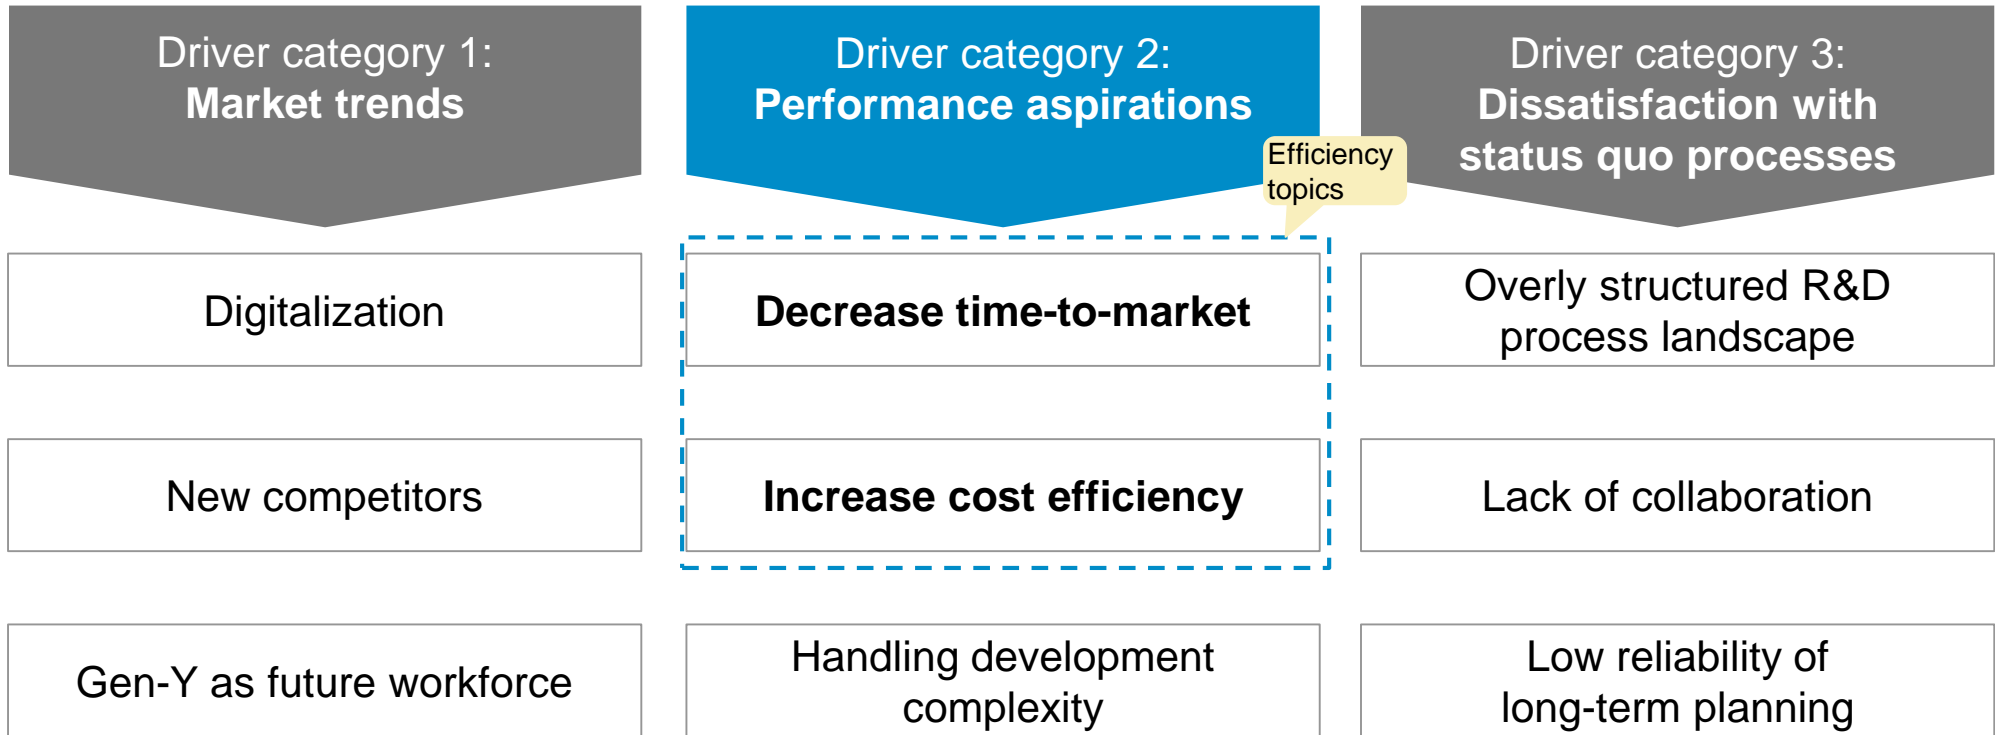 Driver category 1:
Market trends
Driver category 2:
Performance aspirations
Driver category 3:
Dissatisfaction with
status quo processes
Efficiency
topics
Digitalization
Decrease time-to-market
Overly structured R&D
process landscape
New competitors
Increase cost efficiency
Lack of collaboration
Gen-Y as future workforce
Handling development
complexity
Low reliability of
long-term planning